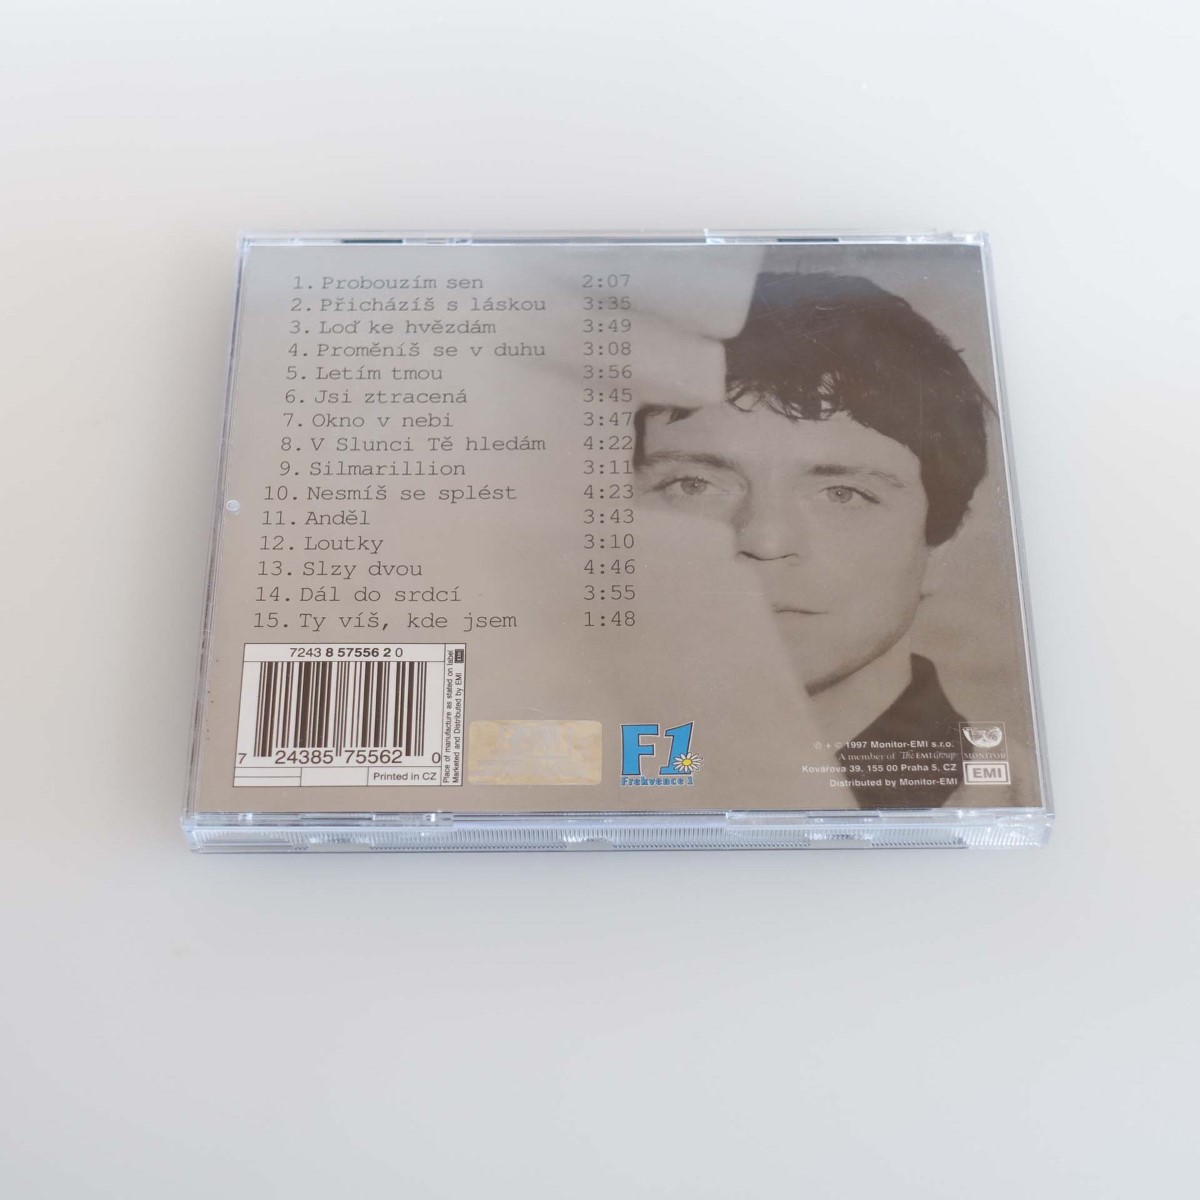 1. Probouzím sen 2:07
2. Přicházíš s láskou 3:35
3. Loď ke hvězdám 3:49
4. Proměníš se v duhu 3:08
5. Letím tmou 3:56
6. Jsi ztracená 3:45
7. Okno v nebi 3:47
8. V Slunci Tě hledám 4:22
9. Silmarillion 3:11
10. Nesmíš se splést 4:23
11. Anděl 3:43
12. Loutky 3:10
13. Slzy dvou 4:46
14. Dál do srdcí 3:55
15. Ty víš, kde jsem 1:48
7243 8 57556 2 0
7 24385 75562 0
Printed in CZ
Place of manufacture as stated on label
Marketed and Distributed by EMI
F1
Frekvence 1
℗ + © 1997 Monitor-EMI s.r.o.
A member of The EMI Group
Kovářova 39, 155 00 Praha 5, CZ
Distributed by Monitor-EMI
MONITOR
EMI